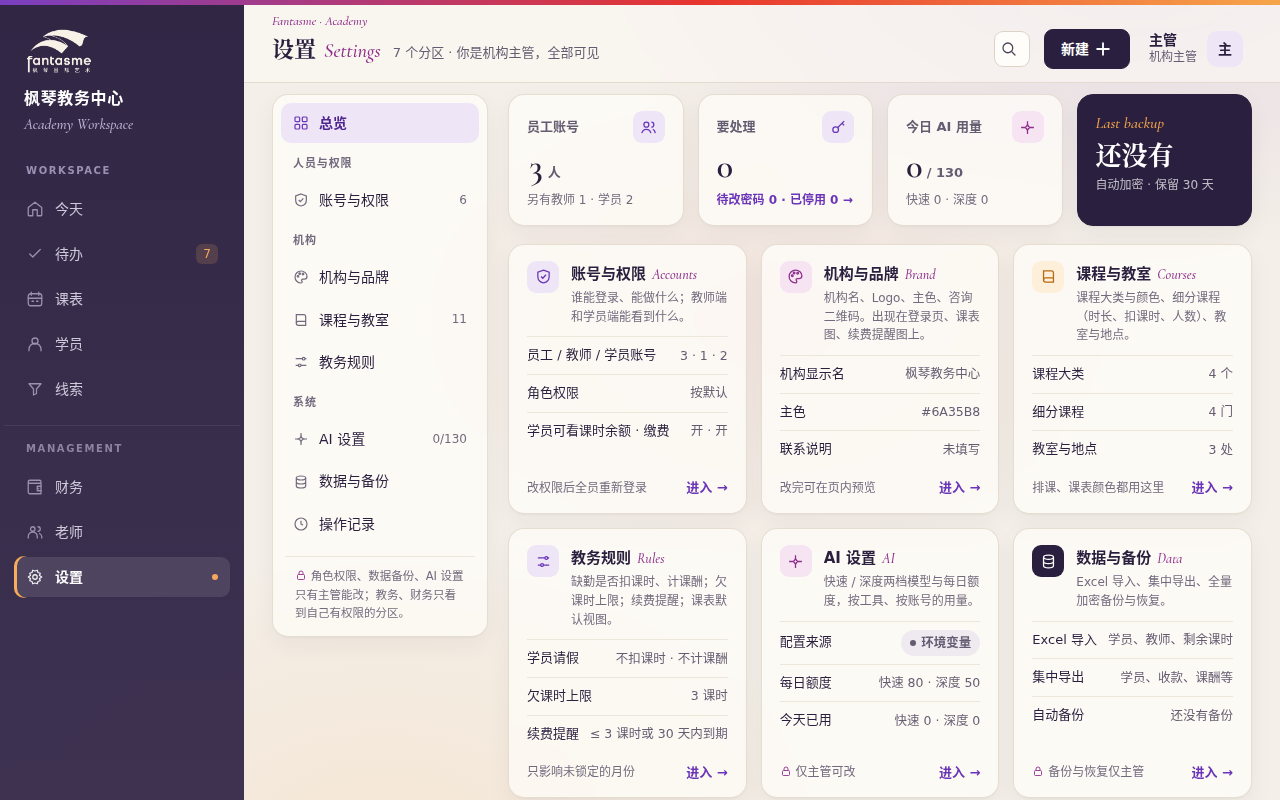 fantasme
枫琴国际艺术
枫琴教务中心
Academy Workspace
WORKSPACE
今天
待办 7
课表
学员
线索
MANAGEMENT
财务
老师
设置
Fantasme · Academy
设置 Settings 7 个分区 · 你是机构主管，全部可见
新建
主管
机构主管
主
总览
人员与权限
账号与权限 6
机构
机构与品牌
课程与教室 11
教务规则
系统
AI 设置 0/130
数据与备份
操作记录
角色权限、数据备份、AI 设置
只有主管能改；教务、财务只看
到自己有权限的分区。
员工账号
3 人
另有教师 1 · 学员 2
要处理
0
待改密码 0 · 已停用 0 →
今日 AI 用量
0 / 130
快速 0 · 深度 0
Last backup
还没有
自动加密 · 保留 30 天
账号与权限 Accounts
谁能登录、能做什么；教师端
和学员端能看到什么。
员工 / 教师 / 学员账号 3 · 1 · 2
角色权限 按默认
学员可看课时余额 · 缴费 开 · 开
改权限后全员重新登录 进入 →
机构与品牌 Brand
机构名、Logo、主色、咨询
二维码。出现在登录页、课表
图、续费提醒图上。
机构显示名 枫琴教务中心
主色 #6A35B8
联系说明 未填写
改完可在页内预览 进入 →
课程与教室 Courses
课程大类与颜色、细分课程
（时长、扣课时、人数）、教
室与地点。
课程大类 4 个
细分课程 4 门
教室与地点 3 处
排课、课表颜色都用这里 进入 →
教务规则 Rules
缺勤是否扣课时、计课酬；欠
课时上限；续费提醒；课表默
认视图。
学员请假 不扣课时 · 不计课酬
欠课时上限 3 课时
续费提醒 ≤ 3 课时或 30 天内到期
只影响未锁定的月份 进入 →
AI 设置 AI
快速 / 深度两档模型与每日额
度，按工具、按账号的用量。
配置来源 环境变量
每日额度 快速 80 · 深度 50
今天已用 快速 0 · 深度 0
仅主管可改 进入 →
数据与备份 Data
Excel 导入、集中导出、全量
加密备份与恢复。
Excel 导入 学员、教师、剩余课时
集中导出 学员、收款、课酬等
自动备份 还没有备份
备份与恢复仅主管 进入 →